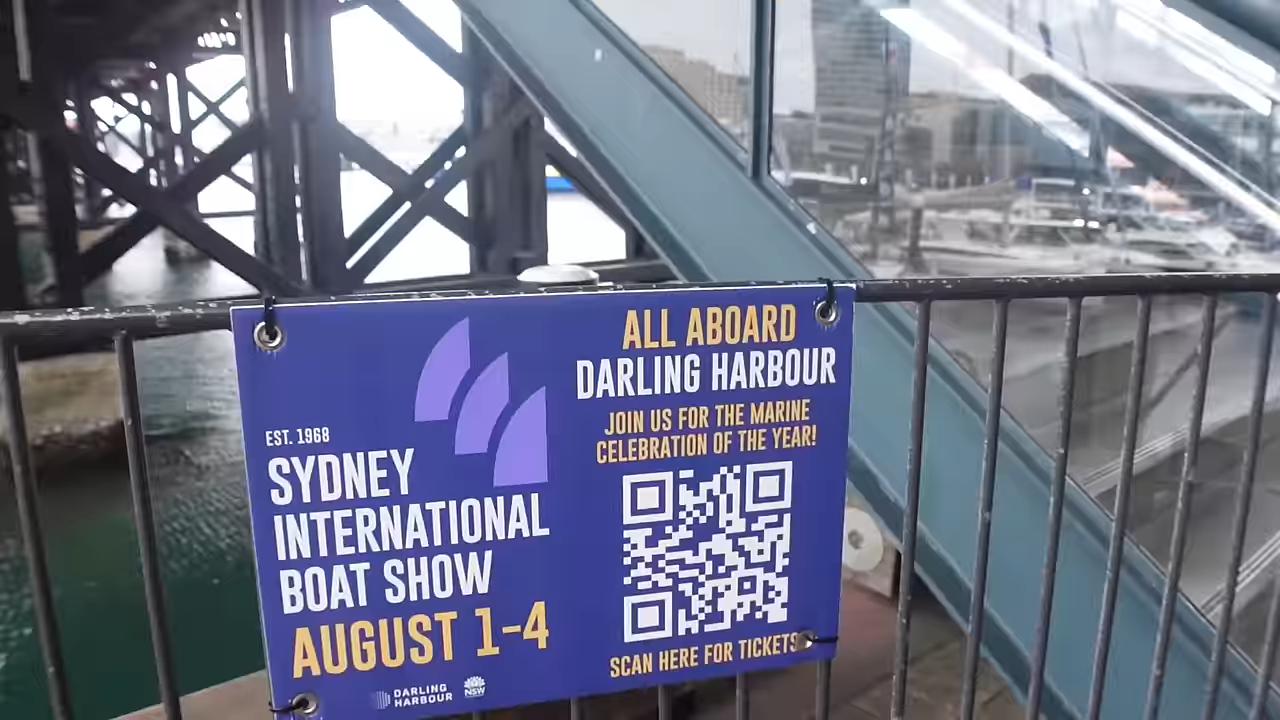 EST. 1968
SYDNEY
INTERNATIONAL
BOAT SHOW
AUGUST 1-4
DARLING
HARBOUR
NSW
ALL ABOARD
DARLING HARBOUR
JOIN US FOR THE MARINE
CELEBRATION OF THE YEAR!
SCAN HERE FOR TICKETS